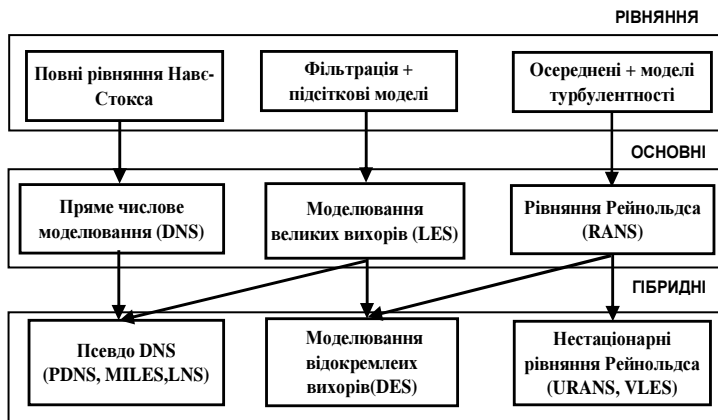 РІВНЯННЯ
Повні рівняння Навє-
Стокса
Фільтрація +
підсіткові моделі
Осереднені + моделі
турбулентності
ОСНОВНІ
Пряме числове
моделювання (DNS)
Моделювання
великих вихорів (LES)
Рівняння Рейнольдса
(RANS)
ГІБРИДНІ
Псевдо DNS
(PDNS, MILES,LNS)
Моделювання
відокремлеих
вихорів(DES)
Нестаціонарні
рівняння Рейнольдса
(URANS, VLES)